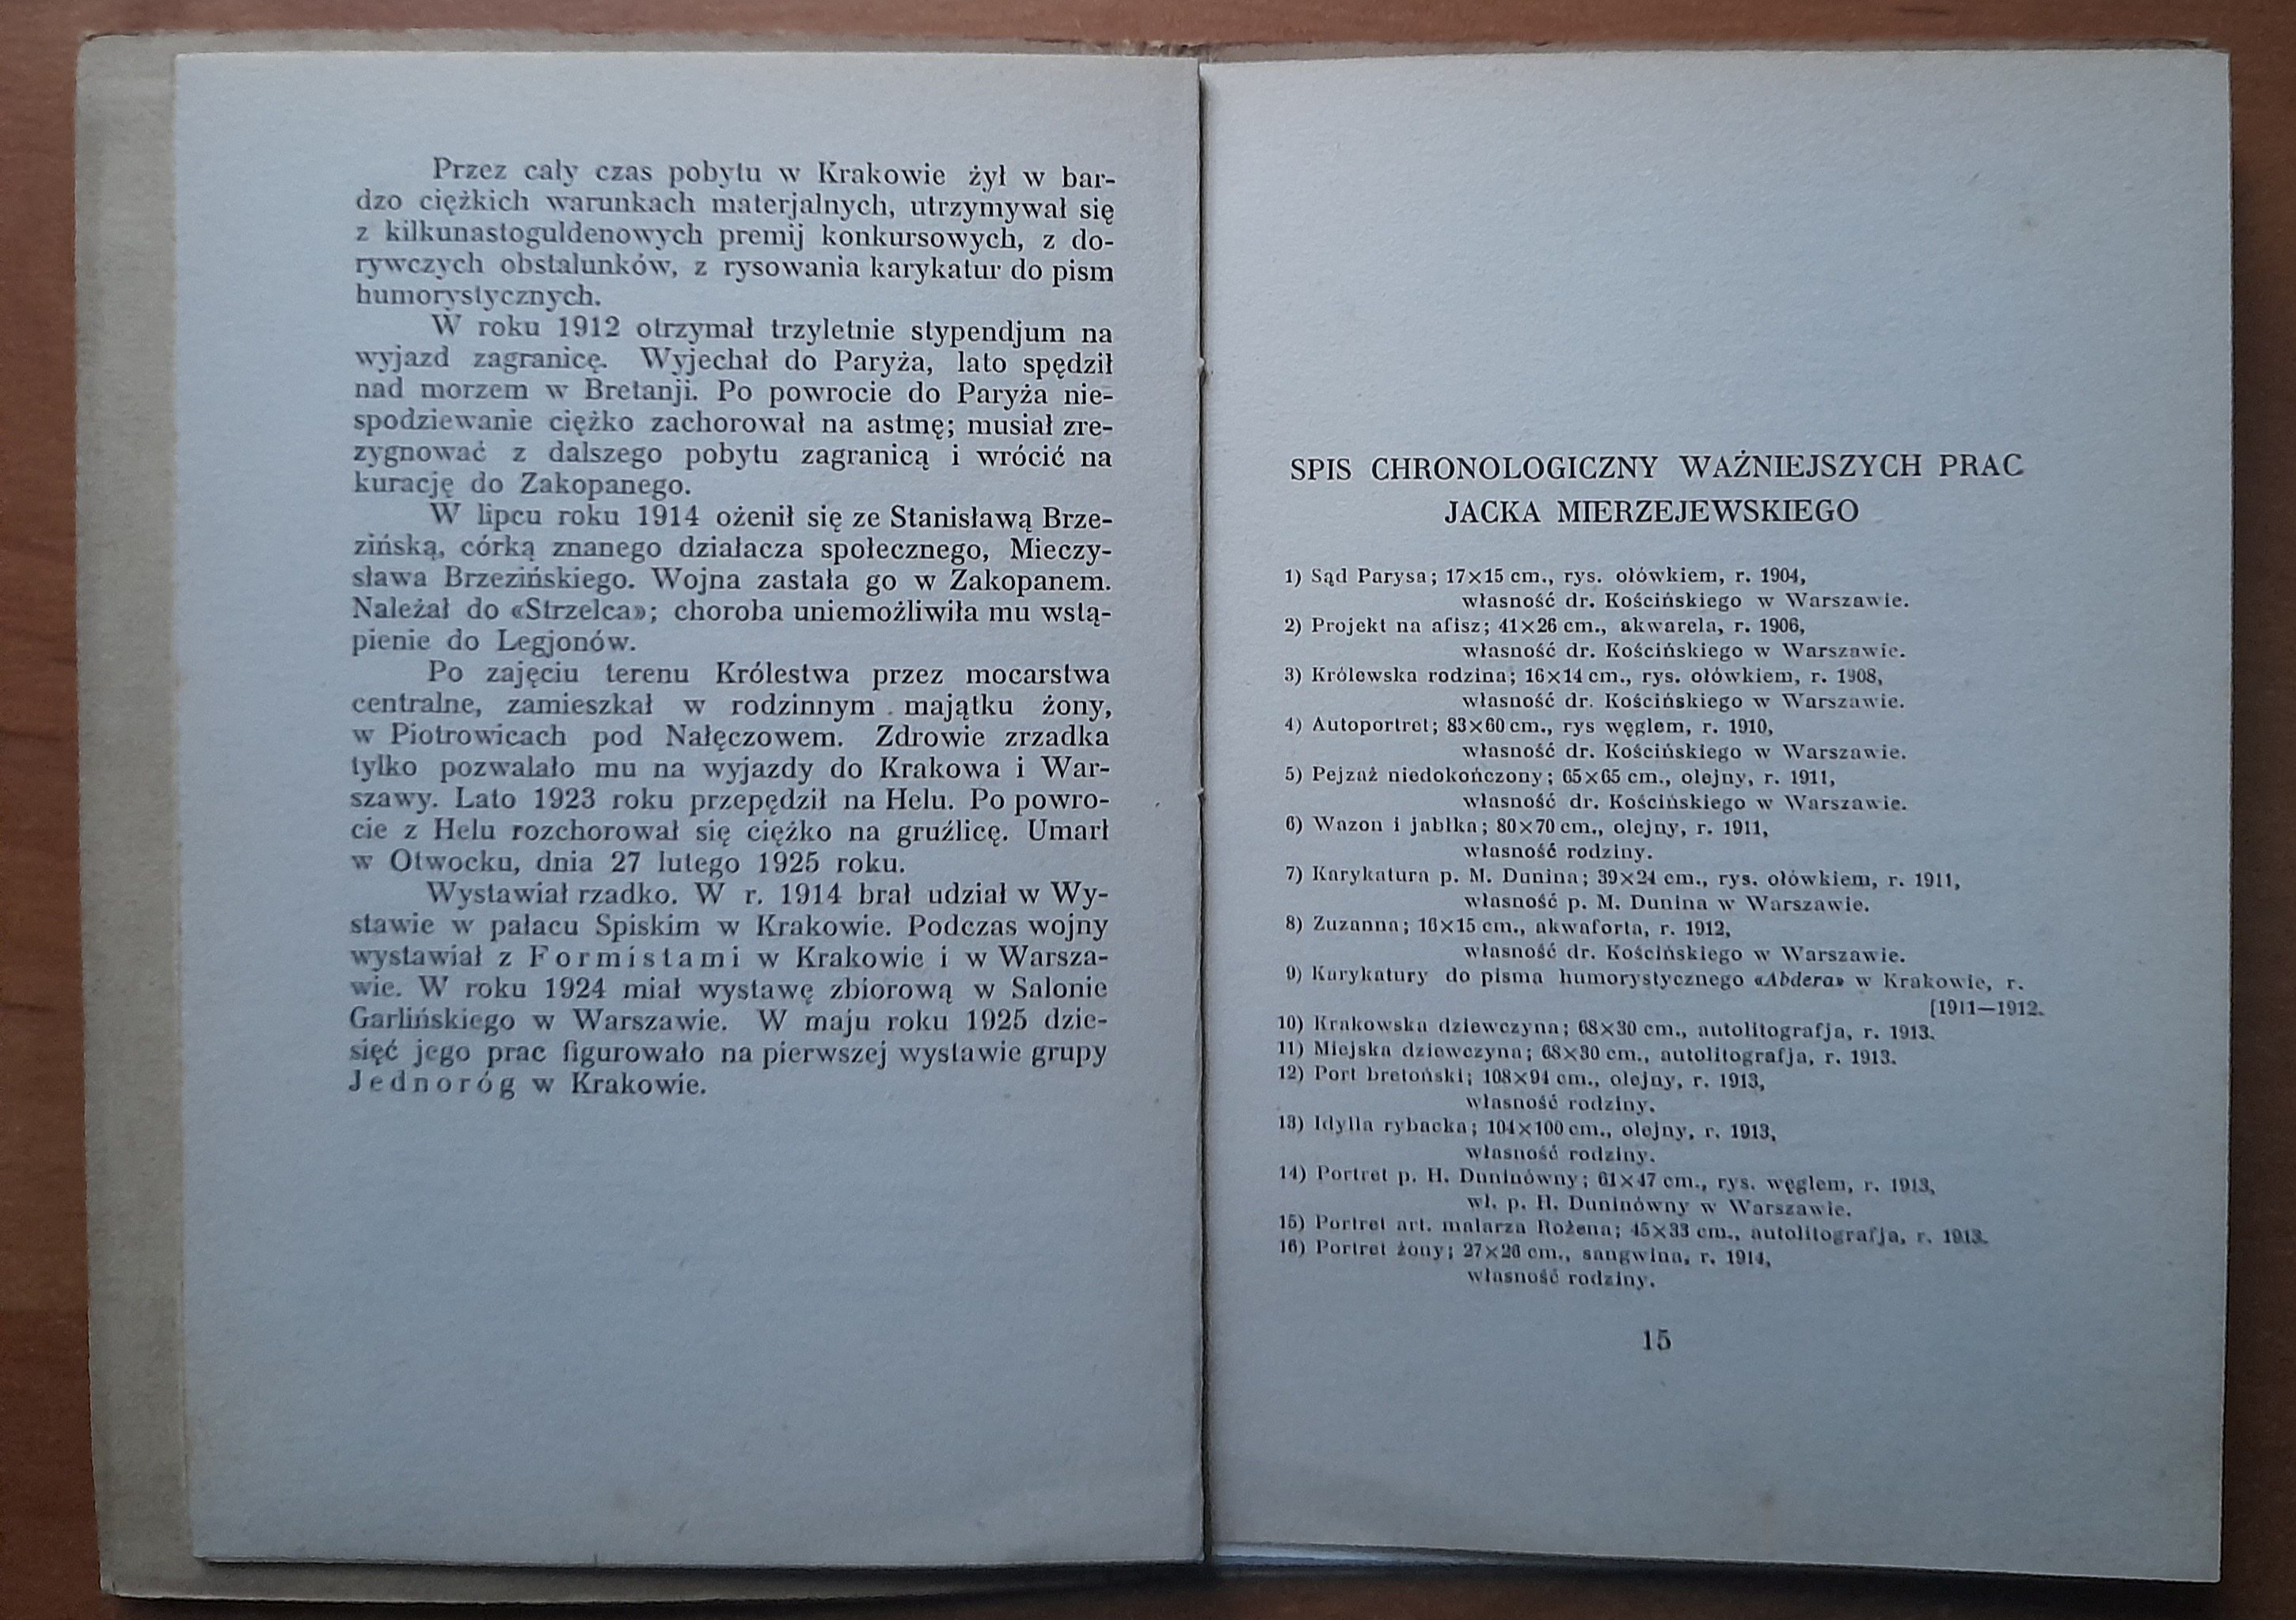 Przez cały czas pobytu w Krakowie żył w bar-
dzo ciężkich warunkach materjalnych, utrzymywał się
z kilkunastoguldenowych premij konkursowych, z do-
rywczych obstalunków, z rysowania karykatur do pism
humorystycznych.
W roku 1912 otrzymał trzyletnie stypendjum na
wyjazd zagranicę. Wyjechał do Paryża, lato spędził
nad morzem w Bretanji. Po powrocie do Paryża nie-
spodziewanie ciężko zachorował na astmę; musiał zre-
zygnować z dalszego pobytu zagranicą i wrócić na
kurację do Zakopanego.
W lipcu roku 1914 ożenił się ze Stanisławą Brze-
zińską, córką znanego działacza społecznego, Mieczy-
sława Brzezińskiego. Wojna zastała go w Zakopanem.
Należał do «Strzelca»; choroba uniemożliwiła mu wstą-
pienie do Legjonów.
Po zajęciu terenu Królestwa przez mocarstwa
centralne, zamieszkał w rodzinnym majątku żony,
w Piotrowicach pod Nałęczowem. Zdrowie zrzadka
tylko pozwalało mu na wyjazdy do Krakowa i War-
szawy. Lato 1923 roku przepędził na Helu. Po powro-
cie z Helu rozchorował się ciężko na gruźlicę. Umarł
w Otwocku, dnia 27 lutego 1925 roku.
Wystawiał rzadko. W r. 1914 brał udział w Wy-
stawie w pałacu Spiskim w Krakowie. Podczas wojny
wystawiał z Formistami w Krakowie i w Warsza-
wie. W roku 1924 miał wystawę zbiorową w Salonie
Garlińskiego w Warszawie. W maju roku 1925 dzie-
sięć jego prac figurowało na pierwszej wystawie grupy
Jednoróg w Krakowie.
SPIS CHRONOLOGICZNY WAŻNIEJSZYCH PRAC
JACKA MIERZEJEWSKIEGO
1) Sąd Parysa; 17×15 cm., rys. ołówkiem, r. 1904,
własność dr. Kościńskiego w Warszawie.
2) Projekt na afisz; 41×26 cm., akwarela, r. 1906,
własność dr. Kościńskiego w Warszawie.
3) Królewska rodzina; 16×14 cm., rys. ołówkiem, r. 1908,
własność dr. Kościńskiego w Warszawie.
4) Autoportret; 83×60 cm., rys węglem, r. 1910,
własność dr. Kościńskiego w Warszawie.
5) Pejzaż niedokończony; 65×65 cm., olejny, r. 1911,
własność dr. Kościńskiego w Warszawie.
6) Wazon i jabłka; 80×70 cm., olejny, r. 1911,
własność rodziny.
7) Karykatura p. M. Dunina; 39×24 cm., rys. ołówkiem, r. 1911,
własność p. M. Dunina w Warszawie.
8) Zuzanna; 16×15 cm., akwaforta, r. 1912,
własność dr. Kościńskiego w Warszawie.
9) Karykatury do pisma humorystycznego «Abdera» w Krakowie, r.
[1911—1912.
10) Krakowska dziewczyna; 68×30 cm., autolitografja, r. 1913.
11) Miejska dziewczyna; 68×30 cm., autolitografja, r. 1913.
12) Port bretoński; 108×94 cm., olejny, r. 1913,
własność rodziny.
13) Idylla rybacka; 104×100 cm., olejny, r. 1913,
własność rodziny.
14) Portret p. H. Duninówny; 61×47 cm., rys. węglem, r. 1913,
wł. p. H. Duninówny w Warszawie.
15) Portret art. malarza Rożena; 45×33 cm., autolitografja, r. 1913.
16) Portret żony; 27×26 cm., sangwina, r. 1914,
własność rodziny.
15